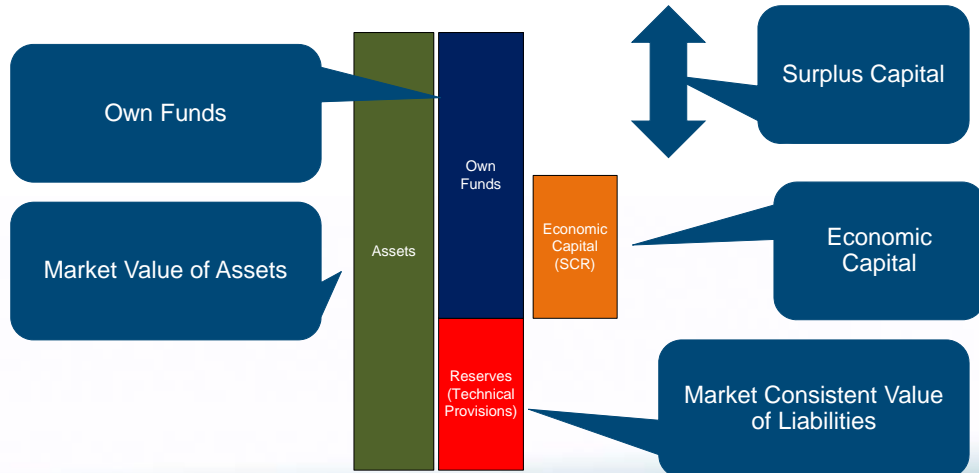 Own Funds
Market Value of Assets
Assets
Own
Funds
Reserves
(Technical
Provisions)
Economic
Capital
(SCR)
Surplus Capital
Economic
Capital
Market Consistent Value
of Liabilities